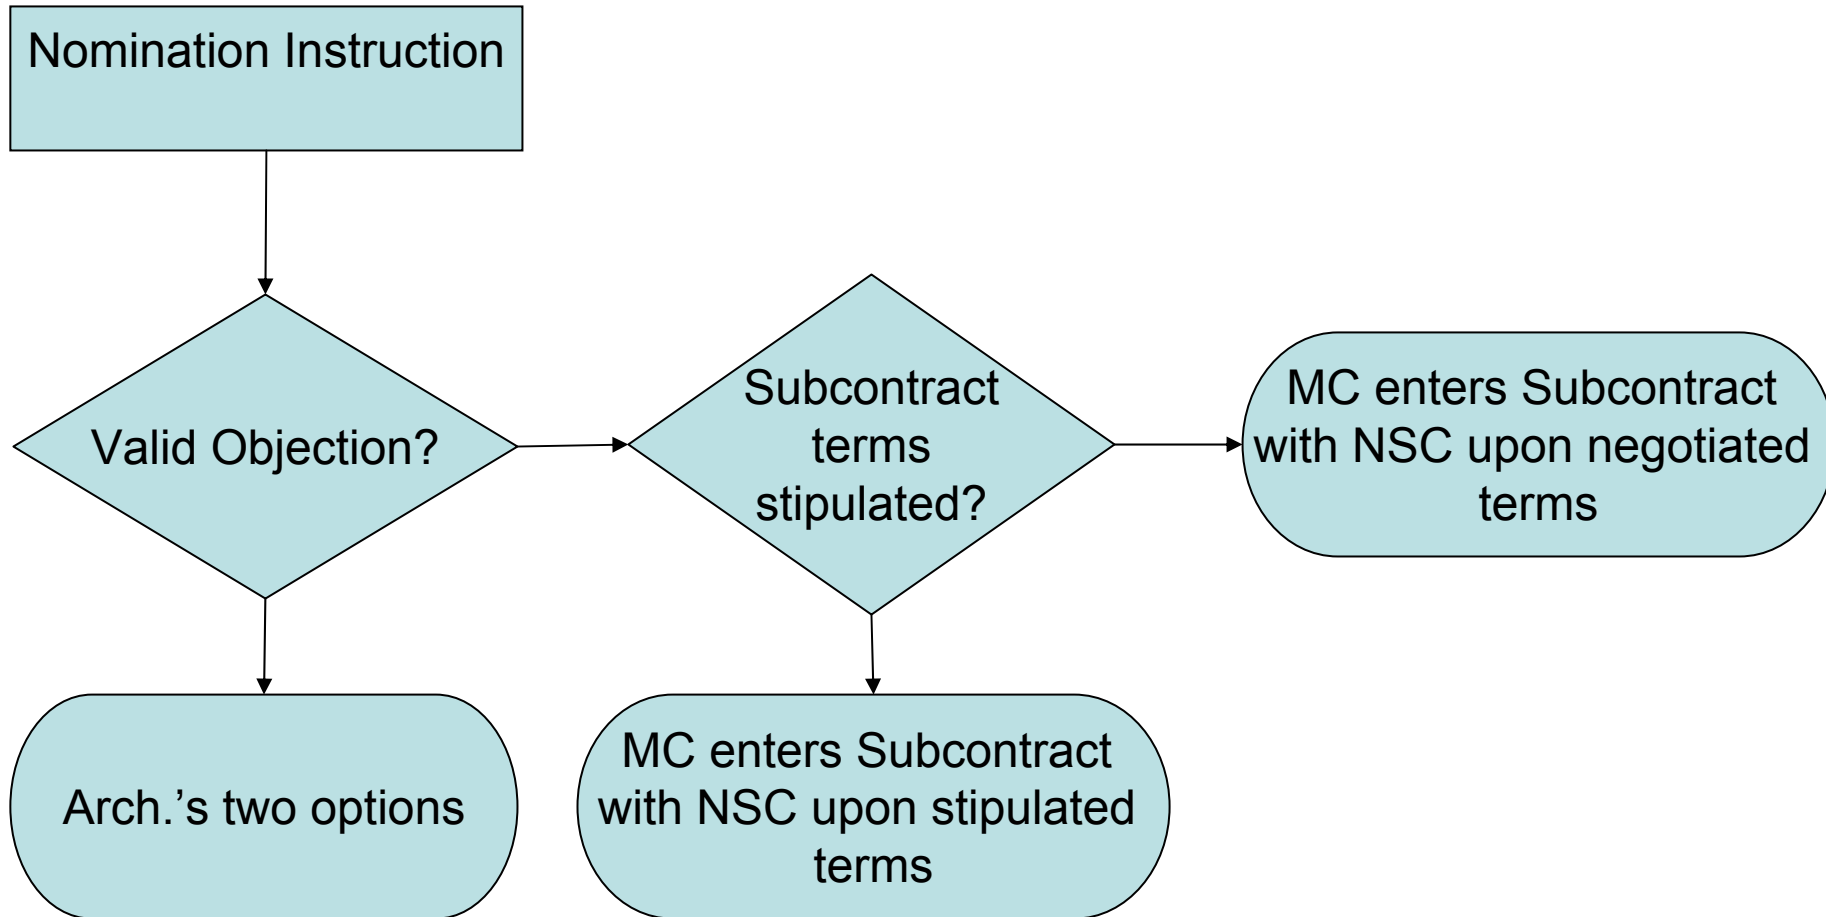 Nomination Instruction
Valid Objection?
Subcontract
terms
stipulated?
MC enters Subcontract
with NSC upon negotiated
terms
Arch.’s two options
MC enters Subcontract
with NSC upon stipulated
terms